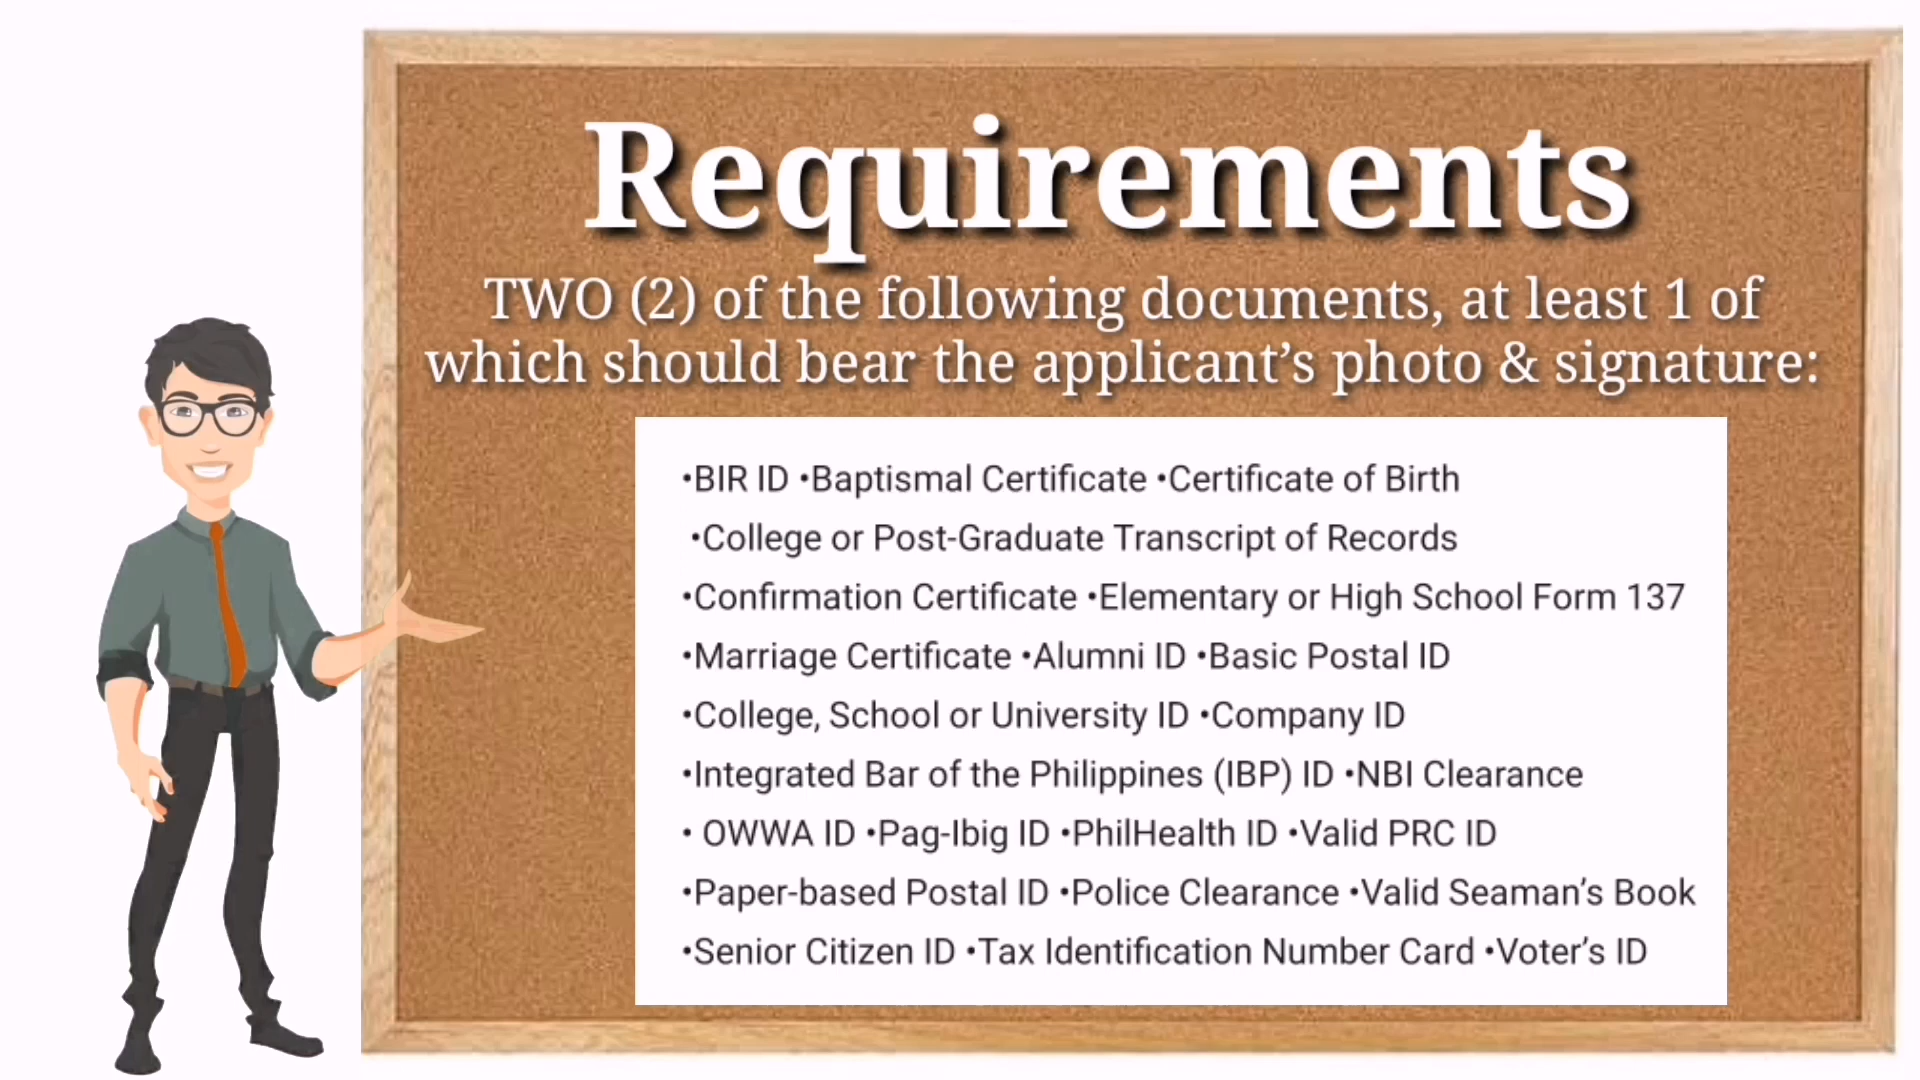 Requirements
TWO (2) of the following documents, at least 1 of
which should bear the applicant’s photo & signature:
•BIR ID •Baptismal Certificate •Certificate of Birth
•College or Post-Graduate Transcript of Records
•Confirmation Certificate •Elementary or High School Form 137
•Marriage Certificate •Alumni ID •Basic Postal ID
•College, School or University ID •Company ID
•Integrated Bar of the Philippines (IBP) ID •NBI Clearance
• OWWA ID •Pag-Ibig ID •PhilHealth ID •Valid PRC ID
•Paper-based Postal ID •Police Clearance •Valid Seaman’s Book
•Senior Citizen ID •Tax Identification Number Card •Voter’s ID